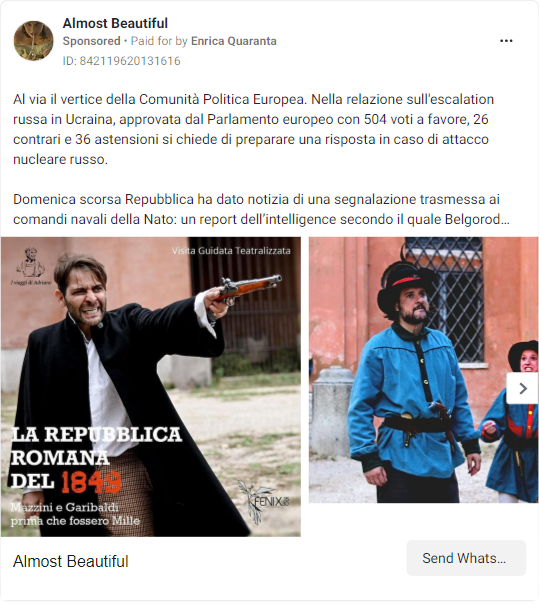 Almost Beautiful
Sponsored • Paid for by Enrica Quaranta
ID: 842119620131616
Al via il vertice della Comunità Politica Europea. Nella relazione sull'escalation
russa in Ucraina, approvata dal Parlamento europeo con 504 voti a favore, 26
contrari e 36 astensioni si chiede di preparare una risposta in caso di attacco
nucleare russo.
Domenica scorsa Repubblica ha dato notizia di una segnalazione trasmessa ai
comandi navali della Nato: un report dell'intelligence secondo il quale Belgorod...
Visita Guidata Teatralizzata
I viaggi di Adriano
LA REPUBBLICA
ROMANA
DEL 1849
Mazzini e Garibaldi
prima che fossero Mille
FENIX
Almost Beautiful
Send Whats...